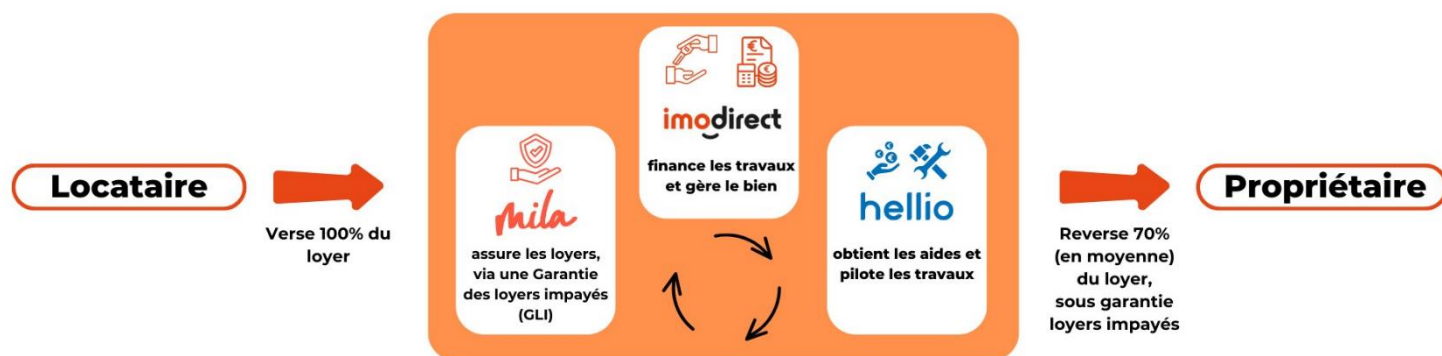 Locataire
Verse 100% du
loyer
mila
assure les loyers,
via une Garantie
des loyers impayés
(GLI)
imodirect
finance les travaux
et gère le bien
hellio
obtient les aides et
pilote les travaux
Reverse 70%
(en moyenne)
du loyer,
sous garantie
loyers impayés
Propriétaire